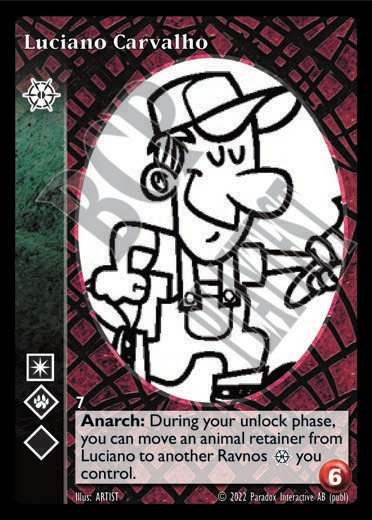 Luciano Carvalho
7
Anarch: During your unlock phase,
you can move an animal retainer from
Luciano to another Ravnos you
control.
6
Illus: ARTIST © 2022 Paradox Interactive AB (publ)